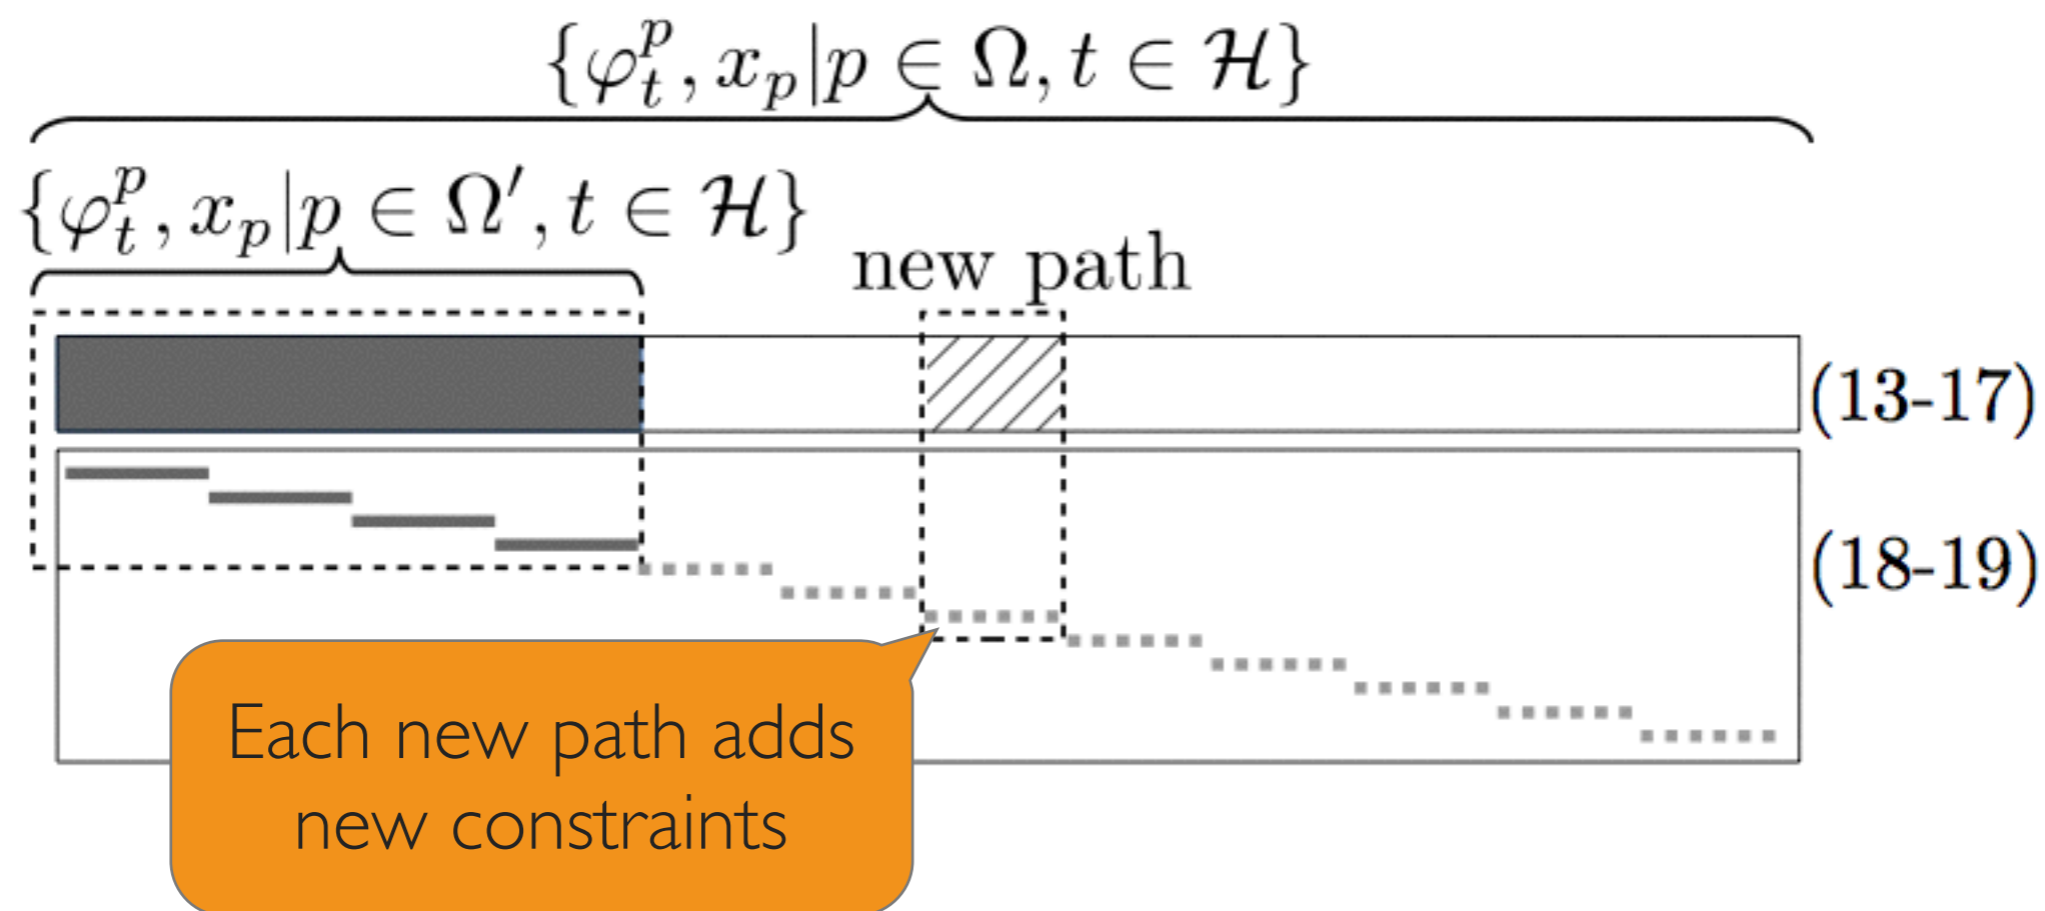 {φ_t^p, x_p|p ∈ Ω, t ∈ ℋ}
{φ_t^p, x_p|p ∈ Ω′, t ∈ ℋ}
new path
(13-17)
(18-19)
Each new path adds
new constraints